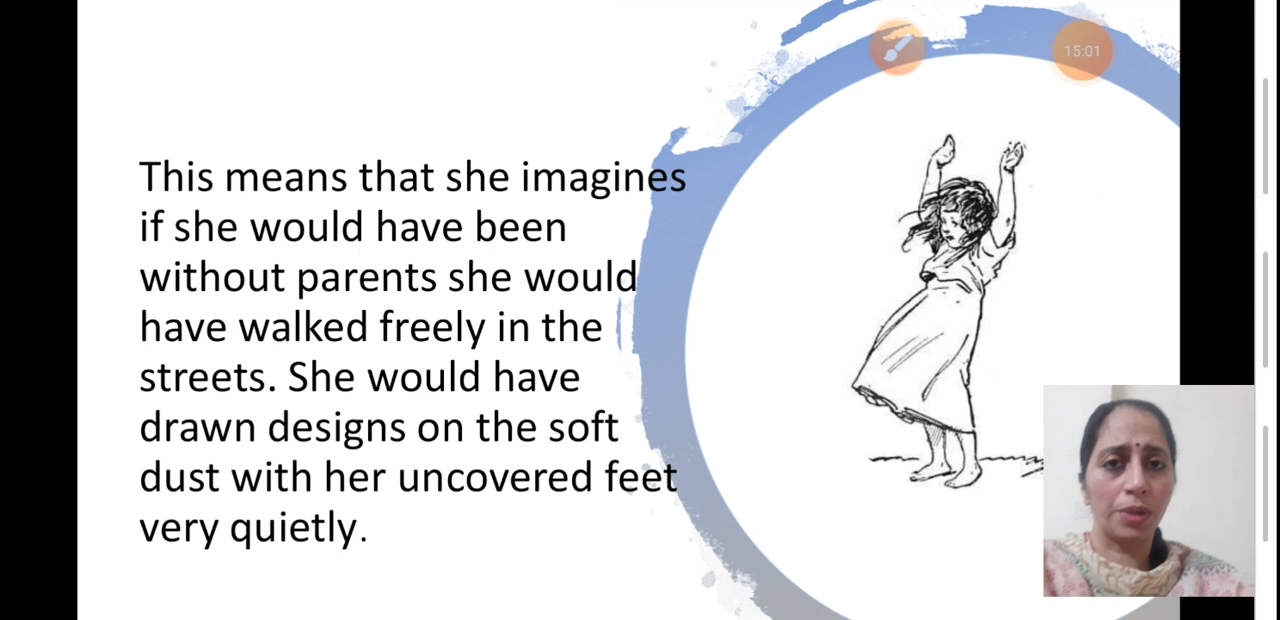 15:01
This means that she imagines
if she would have been
without parents she would
have walked freely in the
streets. She would have
drawn designs on the soft
dust with her uncovered feet
very quietly.